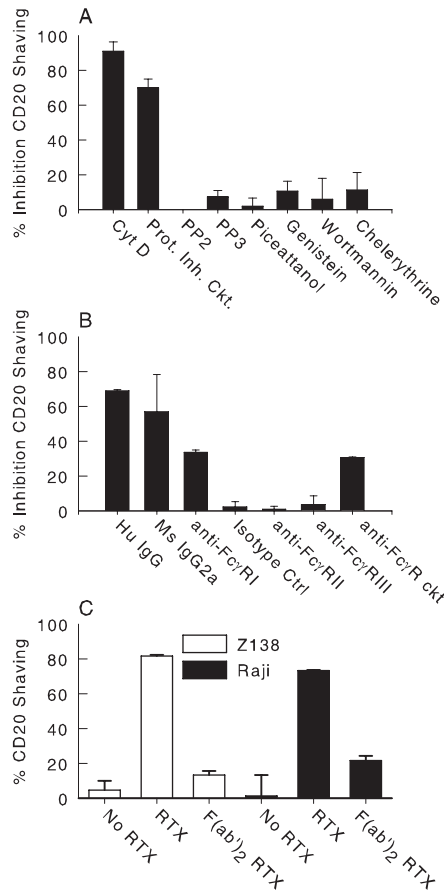 A
% Inhibition CD20 Shaving
100
80
60
40
20
0
Cyt D
Prot. Inh. Ckt.
PP2
PP3
Piceattanol
Genistein
Wortmannin
Chelerythrine
B
% Inhibition CD20 Shaving
100
80
60
40
20
0
Hu IgG
Ms IgG2a
anti-FcγRI
Isotype Ctrl
anti-FcγRII
anti-FcγRIII
anti-FcγR ckt
C
% CD20 Shaving
100
80
60
40
20
0
Z138
Raji
No RTX
RTX
F(ab')2 RTX
No RTX
RTX
F(ab')2 RTX